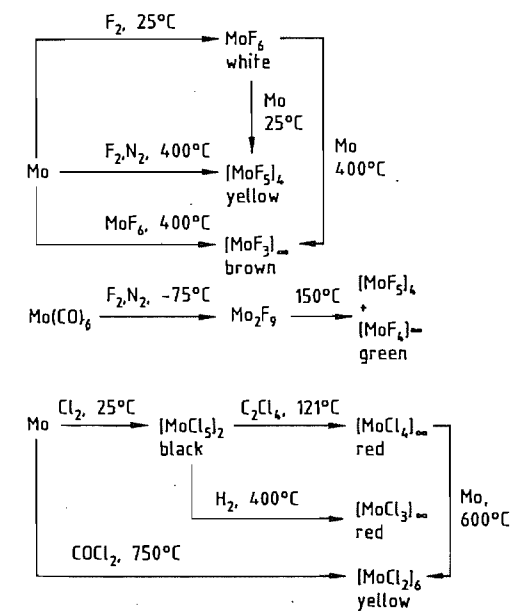 F₂, 25°C
MoF₆
white
Mo
25°C
Mo
400°C
F₂,N₂, 400°C
Mo
[MoF₅]₄
yellow
MoF₆, 400°C
[MoF₃]∞
brown
F₂,N₂, -75°C
150°C
[MoF₅]₄
Mo(CO)₆
Mo₂F₉
+
[MoF₄]∞
green
Cl₂, 25°C
C₂Cl₄, 121°C
Mo
[MoCl₅]₂
[MoCl₄]∞
black
red
H₂, 400°C
Mo,
600°C
[MoCl₃]∞
red
COCl₂, 750°C
[MoCl₂]₆
yellow